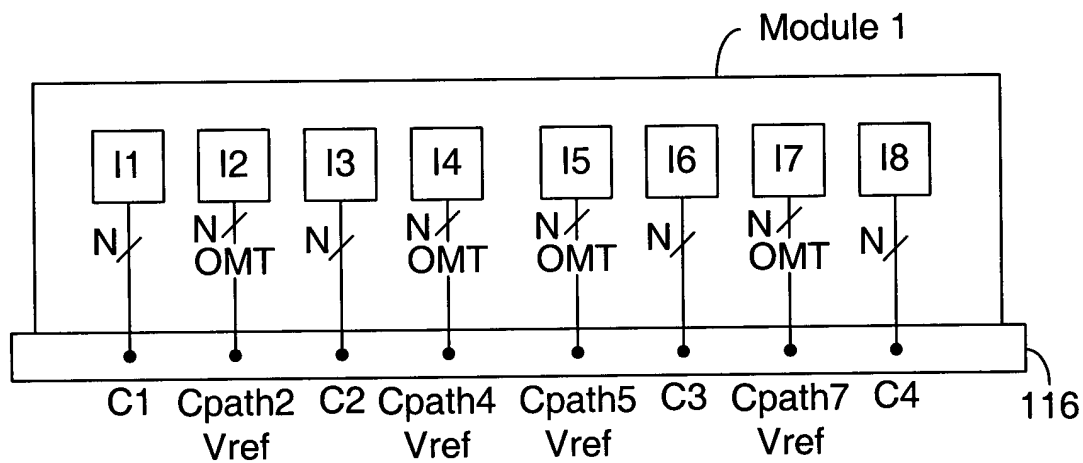 Module 1
I1 I2 I3 I4 I5 I6 I7 I8
N N N N N N N N
OMT OMT OMT OMT
C1 Cpath2 C2 Cpath4 Cpath5 C3 Cpath7 C4
116
Vref Vref Vref Vref